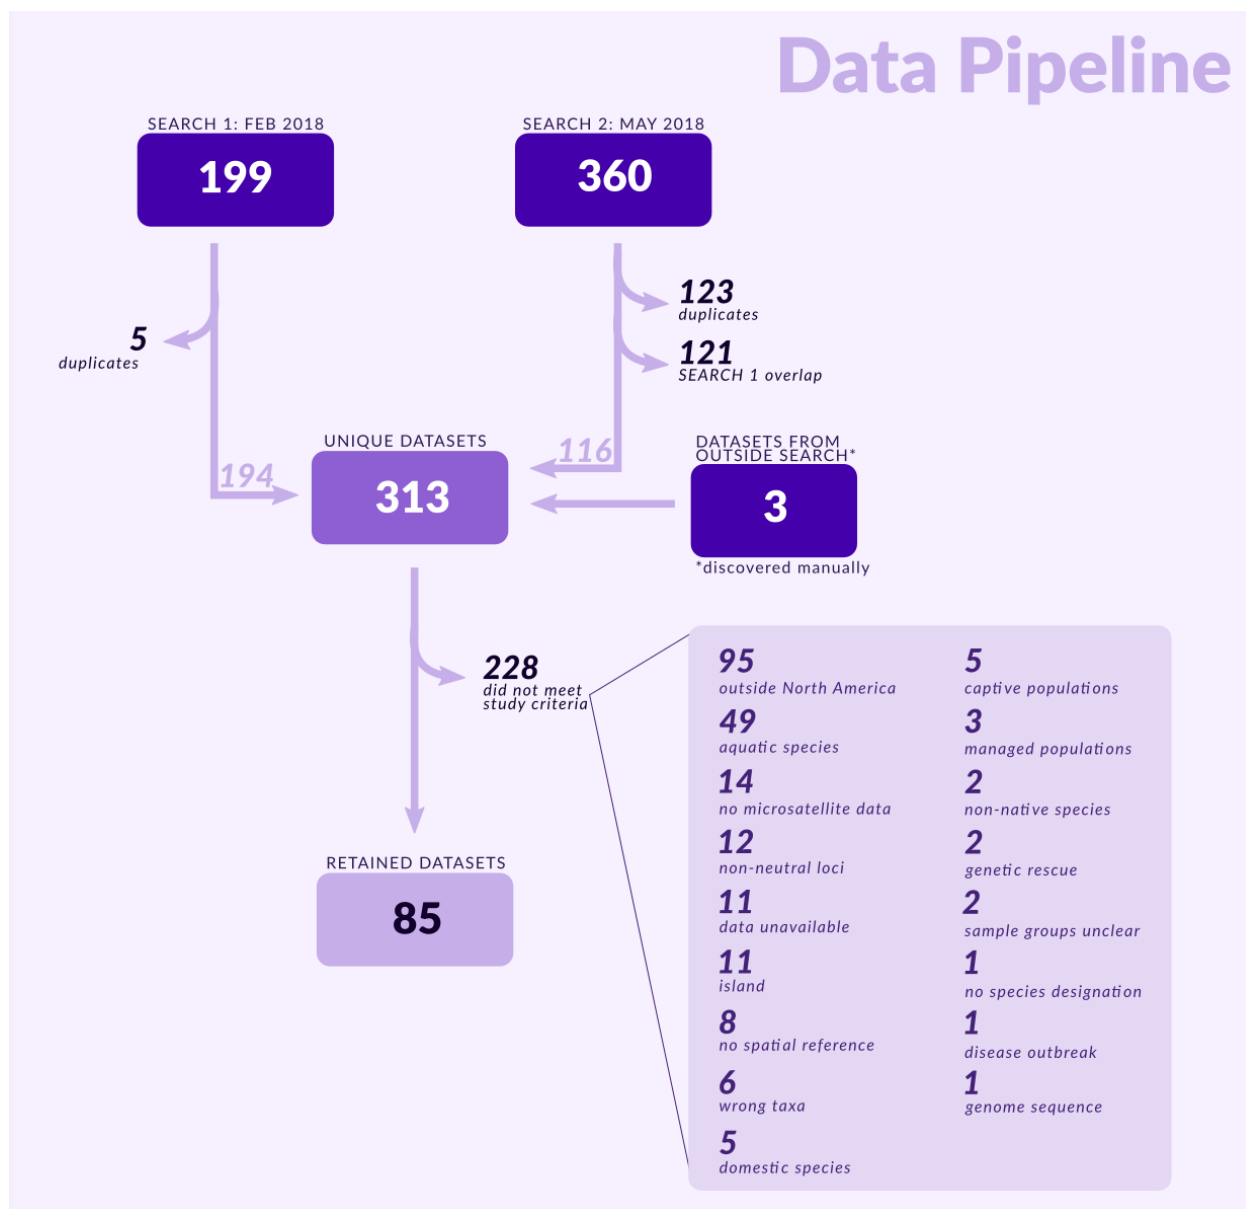 Data Pipeline
SEARCH 1: FEB 2018
199
SEARCH 2: MAY 2018
360
5
duplicates
123
duplicates
121
SEARCH 1 overlap
194
116
UNIQUE DATASETS
313
DATASETS FROM
OUTSIDE SEARCH*
3
*discovered manually
228
did not meet
study criteria
RETAINED DATASETS
85
95
outside North America
49
aquatic species
14
no microsatellite data
12
non-neutral loci
11
data unavailable
11
island
8
no spatial reference
6
wrong taxa
5
domestic species
5
captive populations
3
managed populations
2
non-native species
2
genetic rescue
2
sample groups unclear
1
no species designation
1
disease outbreak
1
genome sequence